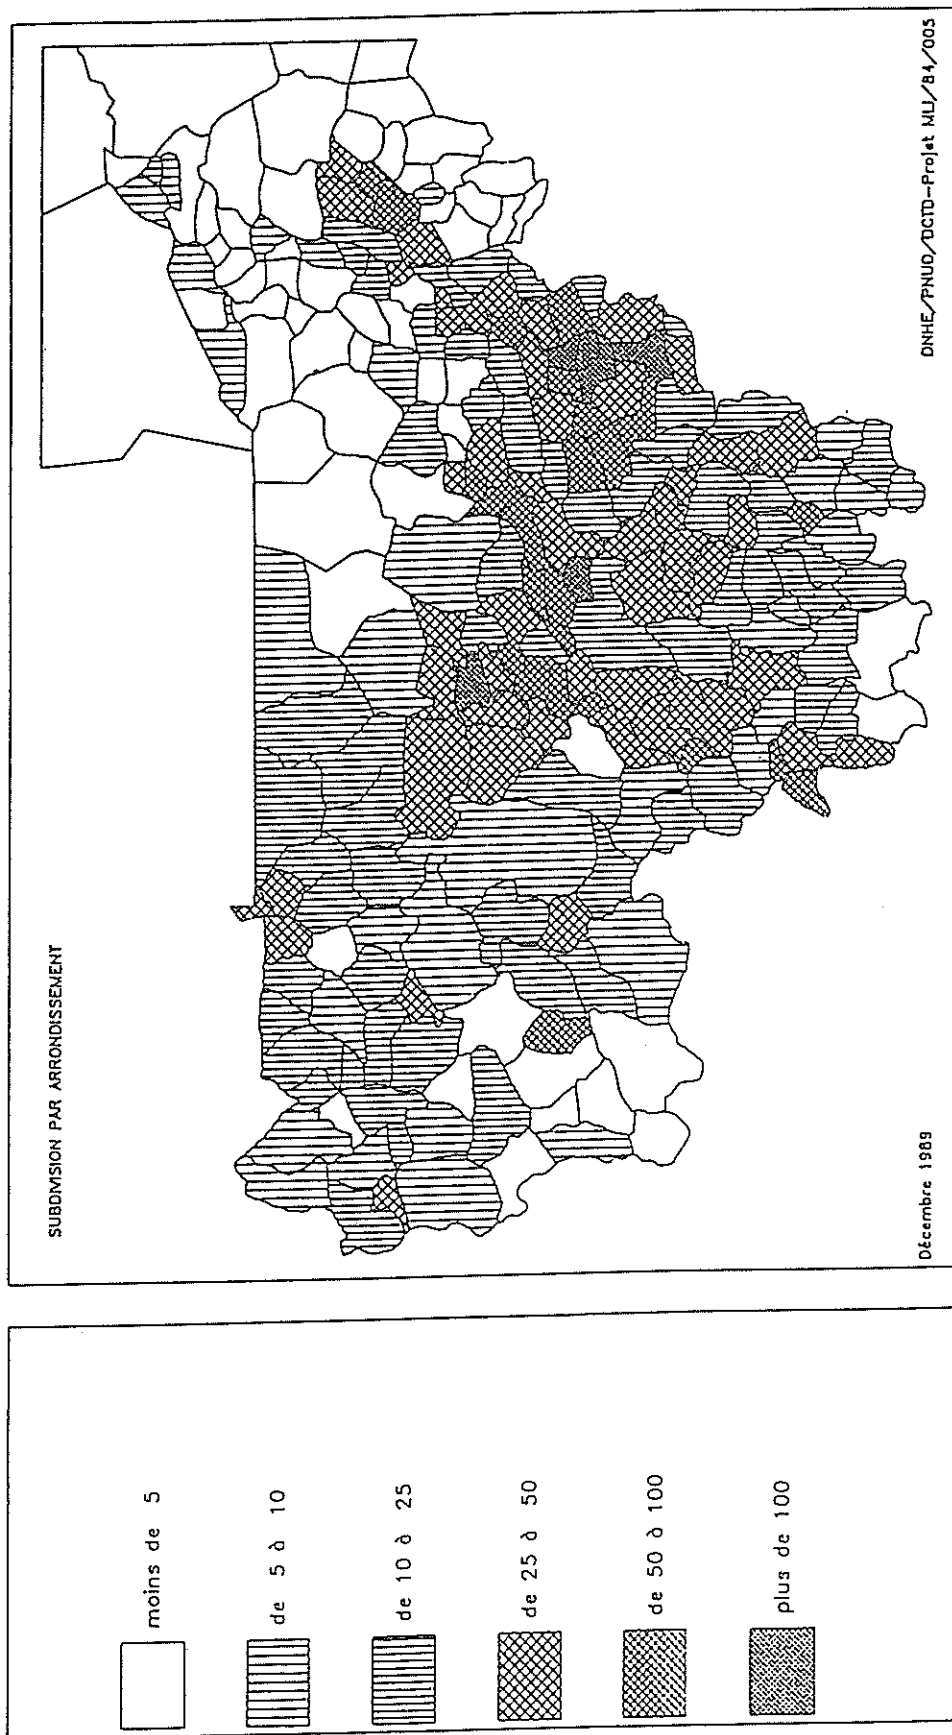 SUBDIVISION PAR ARRONDISSEMENT
Décembre 1989
DNHE/PNUD/DCTD-Projet MLI/84/005
moins de 5
de 5 à 10
de 10 à 25
de 25 à 50
de 50 à 100
plus de 100